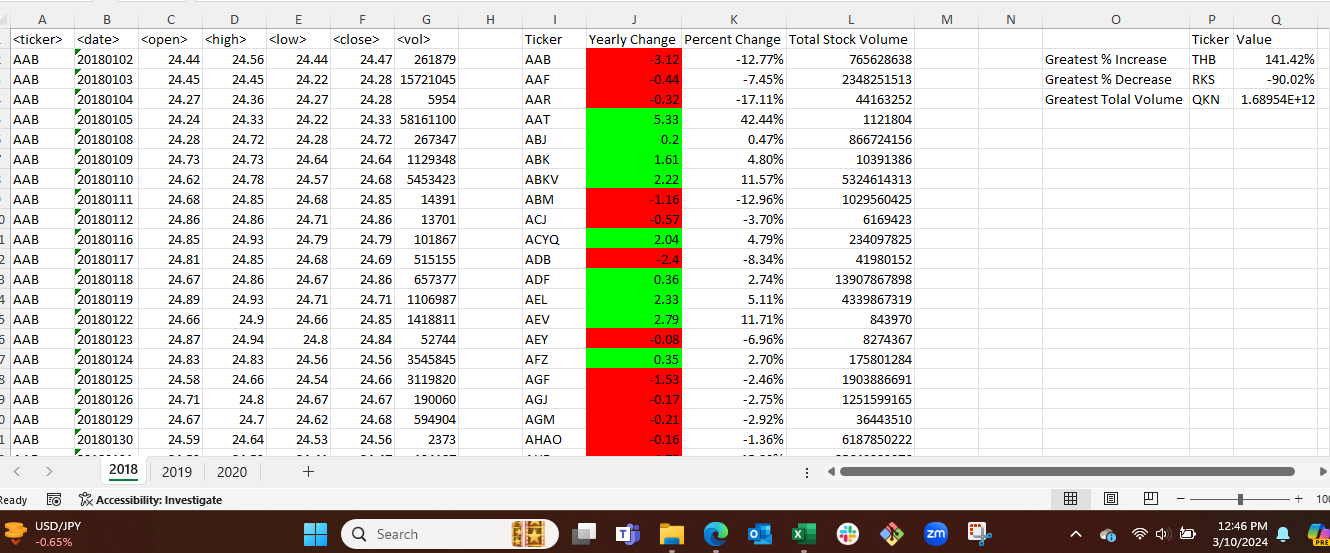 A B C D E F G H I J K L M N O P Q
<ticker> <date> <open> <high> <low> <close> <vol> Ticker Yearly Change Percent Change Total Stock Volume Ticker Value
AAB 20180102 24.44 24.56 24.44 24.47 261879 AAB -3.12 -12.77% 765628638 Greatest % Increase THB 141.42%
AAB 20180103 24.45 24.45 24.22 24.28 15721045 AAF -0.44 -7.45% 2348251513 Greatest % Decrease RKS -90.02%
AAB 20180104 24.27 24.36 24.27 24.28 5954 AAR -0.32 -17.11% 44163252 Greatest Tolal Volume QKN 1.68954E+12
AAB 20180105 24.24 24.33 24.22 24.33 58161100 AAT 5.33 42.44% 1121804
AAB 20180108 24.28 24.72 24.28 24.72 267347 ABJ 0.2 0.47% 866724156
AAB 20180109 24.73 24.73 24.64 24.64 1129348 ABK 1.61 4.80% 10391386
AAB 20180110 24.62 24.78 24.57 24.68 5453423 ABKV 2.22 11.57% 5324614313
AAB 20180111 24.68 24.85 24.68 24.85 14391 ABM -1.16 -12.96% 1029560425
AAB 20180112 24.86 24.86 24.71 24.86 13701 ACJ -0.57 -3.70% 6169423
AAB 20180116 24.85 24.93 24.79 24.79 101867 ACYQ 2.04 4.79% 234097825
AAB 20180117 24.81 24.85 24.68 24.69 515155 ADB -2.4 -8.34% 41980152
AAB 20180118 24.67 24.86 24.67 24.86 657377 ADF 0.36 2.74% 13907867898
AAB 20180119 24.89 24.93 24.71 24.71 1106987 AEL 2.33 5.11% 4339867319
AAB 20180122 24.66 24.9 24.66 24.85 1418811 AEV 2.79 11.71% 843970
AAB 20180123 24.87 24.94 24.8 24.84 52744 AEY -0.08 -6.96% 8274367
AAB 20180124 24.83 24.83 24.56 24.56 3545845 AFZ 0.35 2.70% 175801284
AAB 20180125 24.58 24.66 24.54 24.66 3119820 AGF -1.53 -2.46% 1903886691
AAB 20180126 24.71 24.8 24.67 24.67 190060 AGJ -0.17 -2.75% 1251599165
AAB 20180129 24.67 24.7 24.62 24.68 594904 AGM -0.21 -2.92% 36443510
AAB 20180130 24.59 24.64 24.53 24.56 2373 AHAO -0.16 -1.36% 6187850222
2018 2019 2020
Ready Accessibility: Investigate
USD/JPY
-0.65%
Search
zm
12:46 PM
3/10/2024
PRE